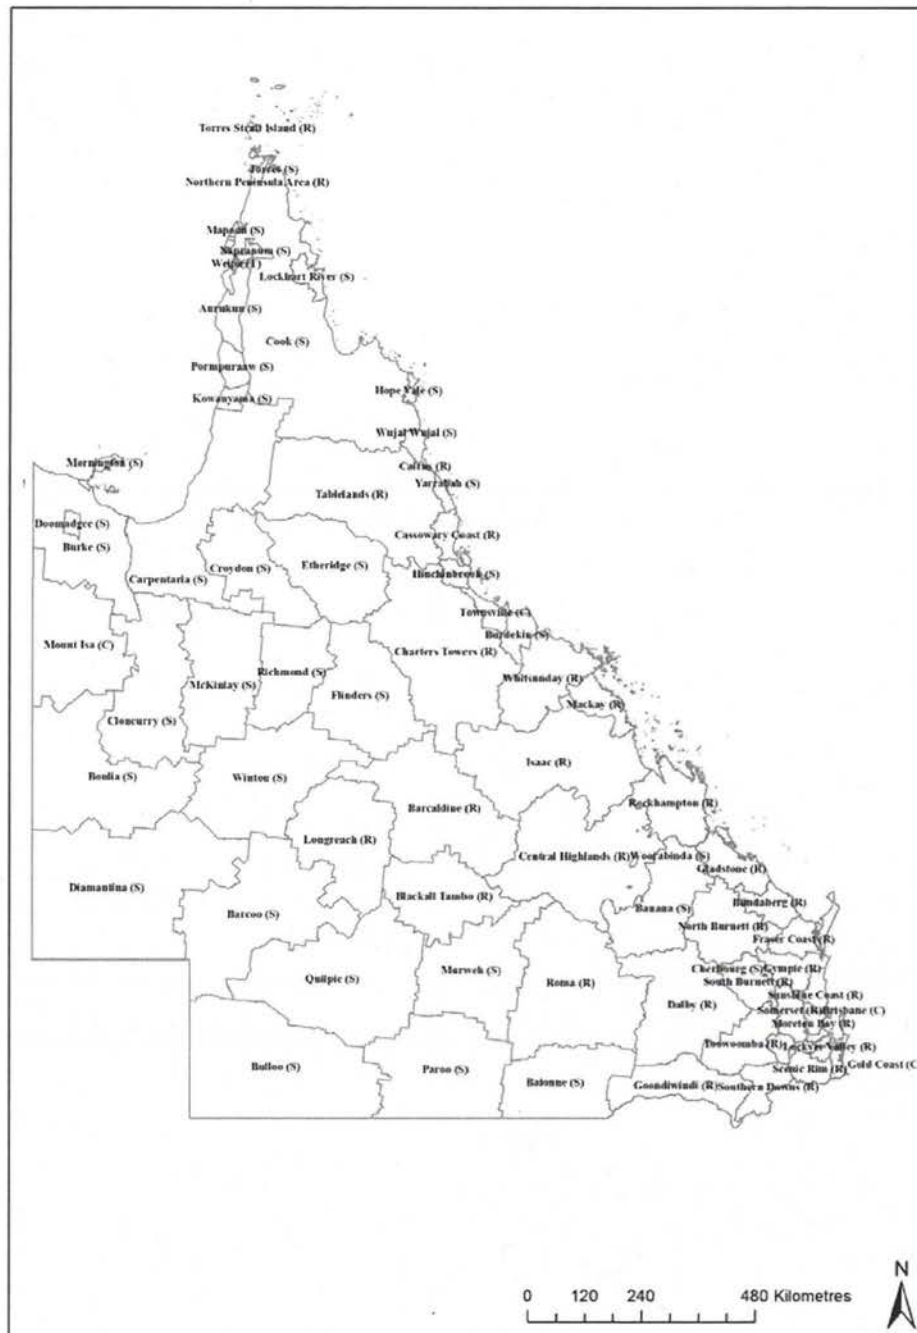 Torres Strait Island (R)
Torres (S)
Northern Peninsula Area (R)
Mapoon (S)
Napranum (S)
Weipa (T)
Lockhart River (S)
Aurukun (S)
Cook (S)
Pormpuraaw (S)
Kowanyama (S)
Hope Vale (S)
Wujal Wujal (S)
Mornington (S)
Cairns (R)
Yarrabah (S)
Tablelands (R)
Doomadgee (S)
Burke (S)
Cassowary Coast (R)
Croydon (S)
Etheridge (S)
Carpentaria (S)
Hinchinbrook (S)
Townsville (C)
Burdekin (S)
Mount Isa (C)
Charters Towers (R)
Richmond (S)
Whitsunday (R)
McKinlay (S)
Flinders (S)
Mackay (R)
Cloncurry (S)
Isaac (R)
Boulia (S)
Winton (S)
Rockhampton (R)
Barcaldine (R)
Longreach (R)
Central Highlands (R)
Woorabinda (S)
Gladstone (R)
Diamantina (S)
Blackall Tambo (R)
Bundaberg (R)
Barcoo (S)
Banana (S)
North Burnett (R)
Fraser Coast (R)
Cherbourg (S)
Gympie (R)
Quilpie (S)
Murweh (S)
Roma (R)
South Burnett (R)
Sunshine Coast (R)
Dalby (R)
Somerset (R)
Brisbane (C)
Moreton Bay (R)
Toowoomba (R)
Lockyer Valley (R)
Bulloo (S)
Paroo (S)
Scenic Rim (R)
Gold Coast (C
Balonne (S)
Goondiwindi (R)
Southern Downs (R)
N
0 120 240 480 Kilometres